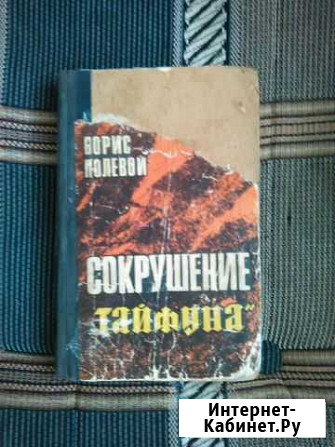 БОРИС
ПОЛЕВОЙ
СОКРУШЕНИЕ
„тайфуна"
Интернет-
Кабинет.Ру